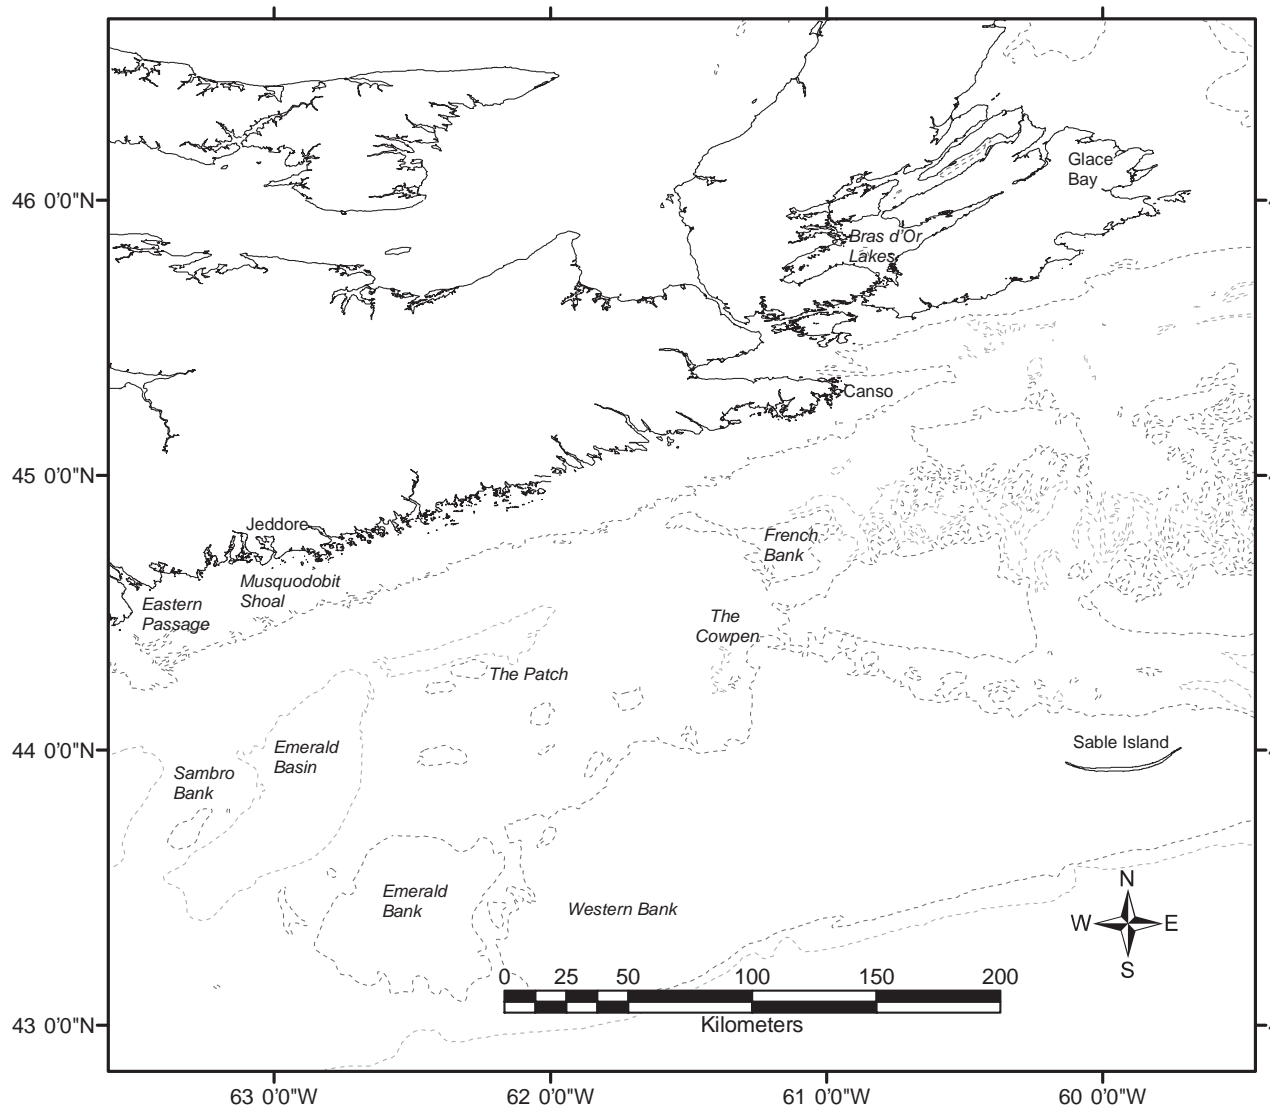 Glace
Bay
46 0'0"N
Bras d'Or
Lakes
Canso
45 0'0"N
Jeddore
French
Bank
Musquodobit
Shoal
Eastern
Passage
The
Cowpen
The Patch
44 0'0"N
Emerald
Basin
Sable Island
Sambro
Bank
N
Emerald
Bank
Western Bank
W E
S
0 25 50 100 150 200
Kilometers
43 0'0"N
63 0'0"W 62 0'0"W 61 0'0"W 60 0'0"W